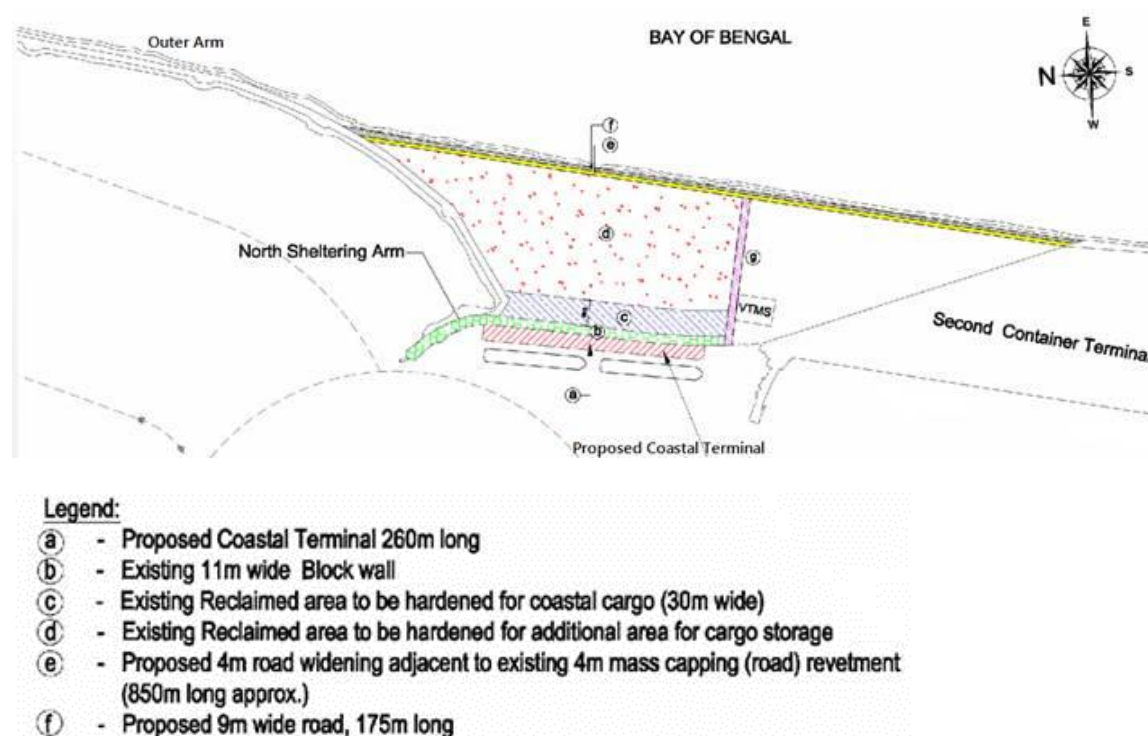 Outer Arm
BAY OF BENGAL
E
N
S
W
f
e
d
North Sheltering Arm
g
VTMS
c
b
Second Container Terminal
a
Proposed Coastal Terminal
Legend:
a - Proposed Coastal Terminal 260m long
b - Existing 11m wide Block wall
c - Existing Reclaimed area to be hardened for coastal cargo (30m wide)
d - Existing Reclaimed area to be hardened for additional area for cargo storage
e - Proposed 4m road widening adjacent to existing 4m mass capping (road) revetment
(850m long approx.)
f - Proposed 9m wide road, 175m long